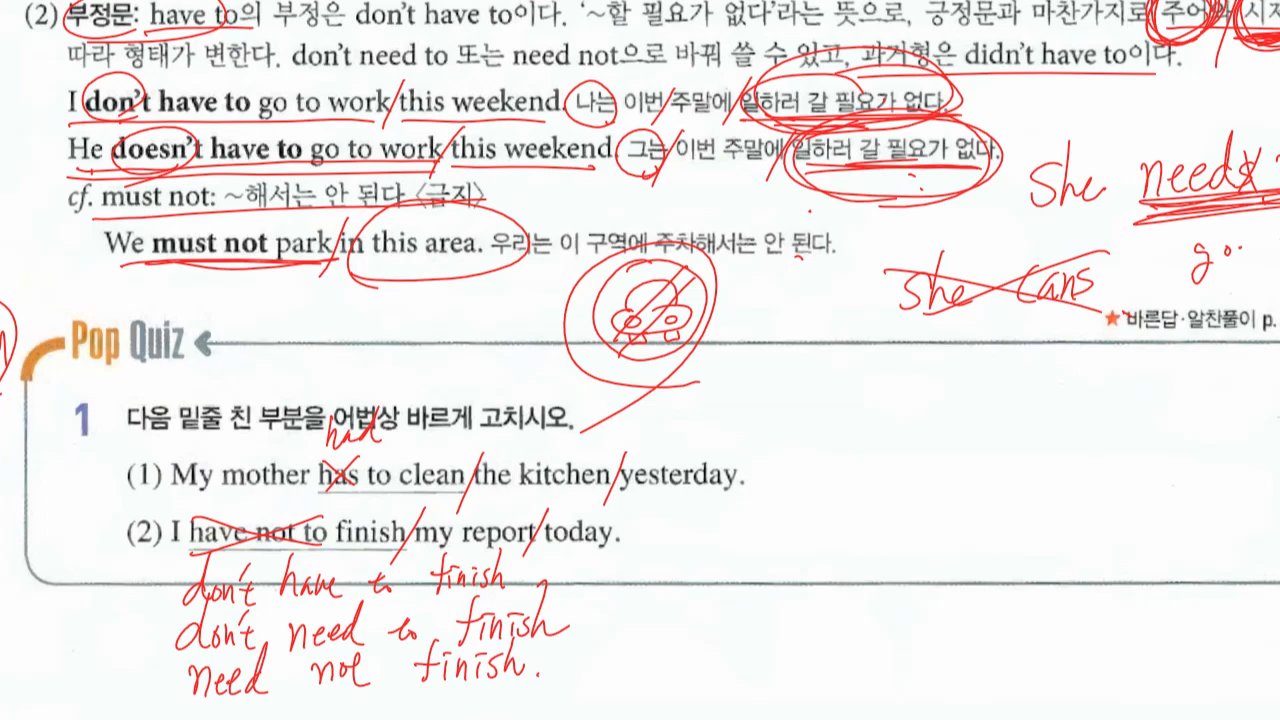 (2) 부정문: have to의 부정은 don't have to이다. '~할 필요가 없다'라는 뜻으로, 긍정문과 마찬가지로 주어와 시제
따라 형태가 변한다. don't need to 또는 need not으로 바꿔 쓸 수 있고, 과거형은 didn't have to이다.
I don't have to go to work this weekend. 나는 이번 주말에 일하러 갈 필요가 없다.
He doesn't have to go to work this weekend. 그는 이번 주말에 일하러 갈 필요가 없다.
She need
cf. must not: ~해서는 안 된다 〈금지〉
We must not park in this area. 우리는 이 구역에 주차해서는 안 된다.
go
She cans
★ 바른답·알찬풀이 p.
Pop Quiz
1 다음 밑줄 친 부분을 어법상 바르게 고치시오.
had
(1) My mother has to clean the kitchen yesterday.
(2) I have not to finish my report today.
don't have to finish
don't need to finish
need not finish.